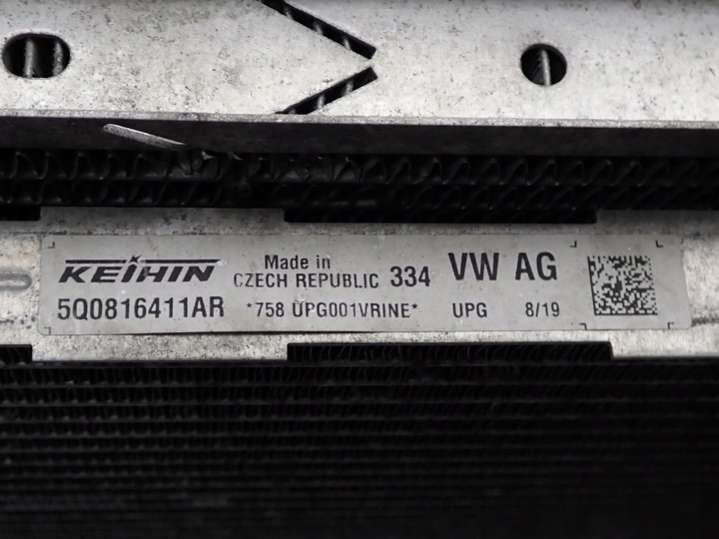 KEIHIN Made in CZECH REPUBLIC 334 VW AG
5Q0816411AR *758 UPG001VRINE* UPG 8/19